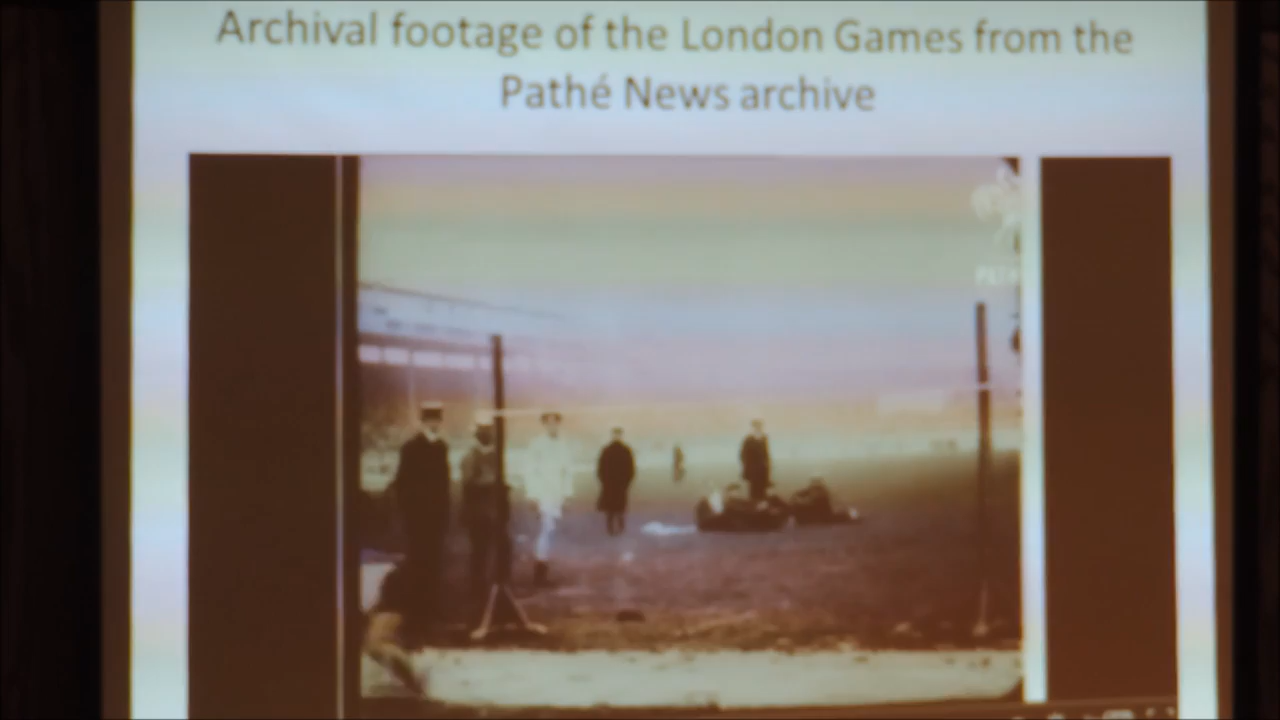 Archival footage of the London Games from the
Pathé News archive